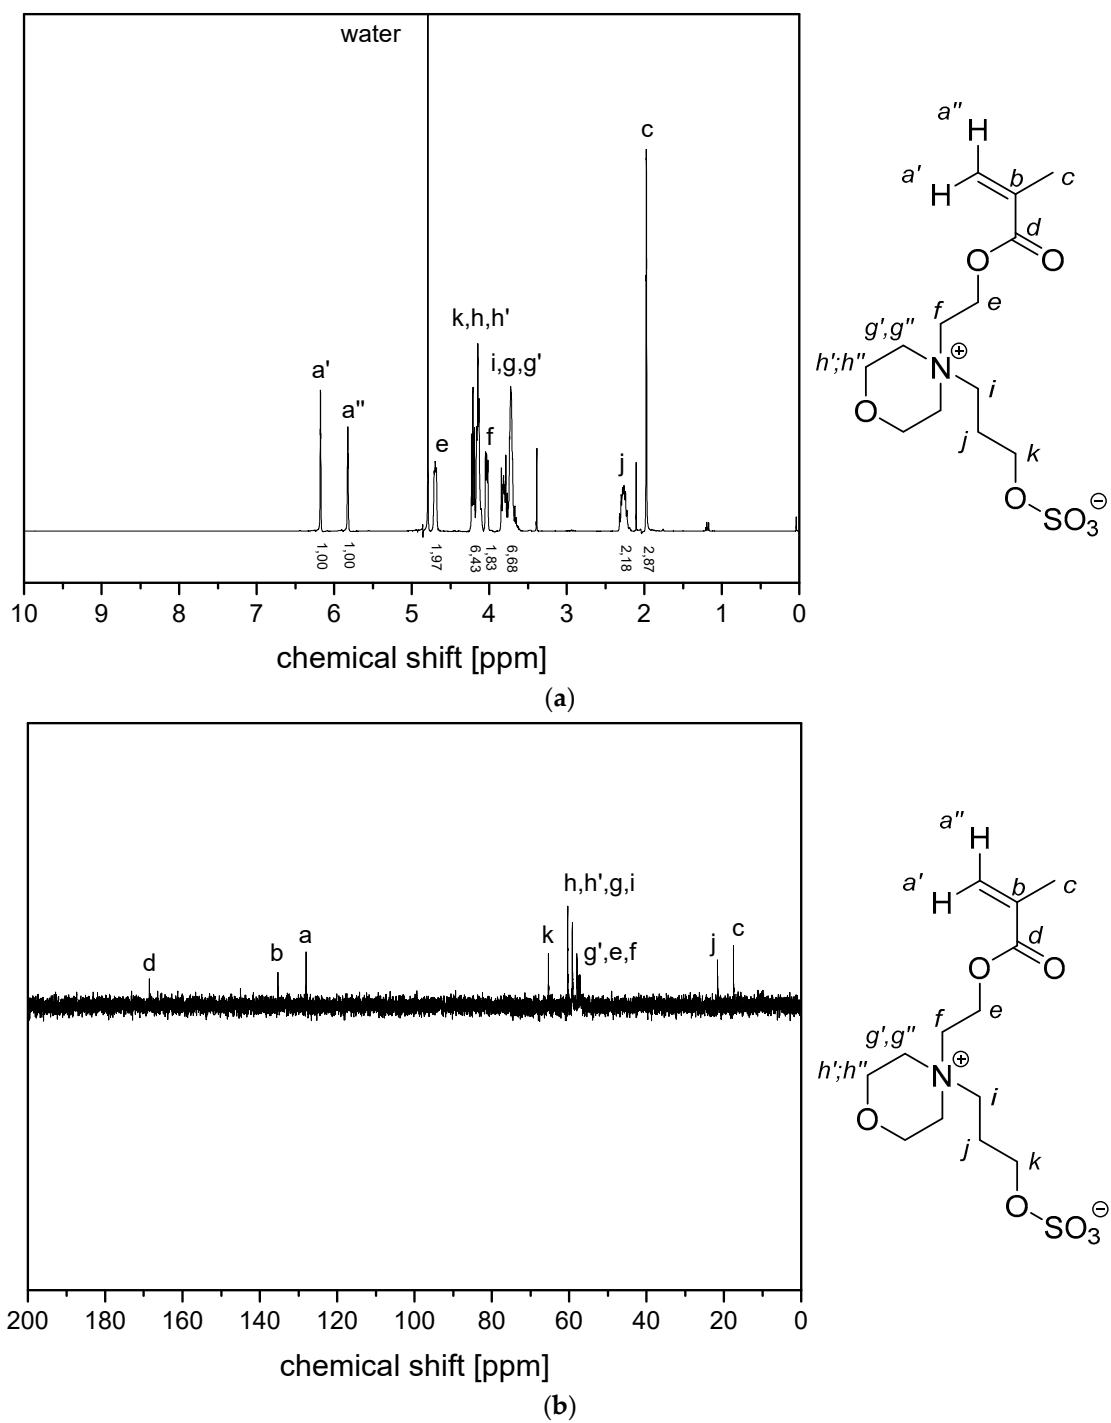 water
c
k,h,h'
i,g,g'
a'
a''
e
f
j
1,00
1,00
1,97
6,43
1,83
6,68
2,18
2,87
10 9 8 7 6 5 4 3 2 1 0
chemical shift [ppm]
a''
H
a'
H
b
c
d
O
O
e
f
g',g''
h';h''
N
⊕
i
O
j
k
O
SO3
⊖
(a)
h,h',g,i
k
g',e,f
j
c
d
b
a
200 180 160 140 120 100 80 60 40 20 0
chemical shift [ppm]
a''
H
a'
H
b
c
d
O
O
e
f
g',g''
h';h''
N
⊕
i
O
j
k
O
SO3
⊖
(b)